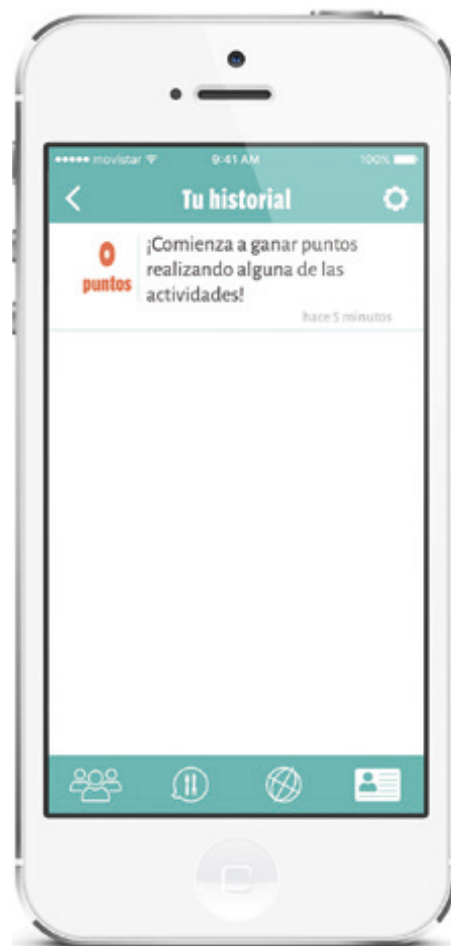 movistar 9:41 AM 100%
Tu historial
0
puntos
¡Comienza a ganar puntos
realizando alguna de las
actividades!
hace 5 minutos